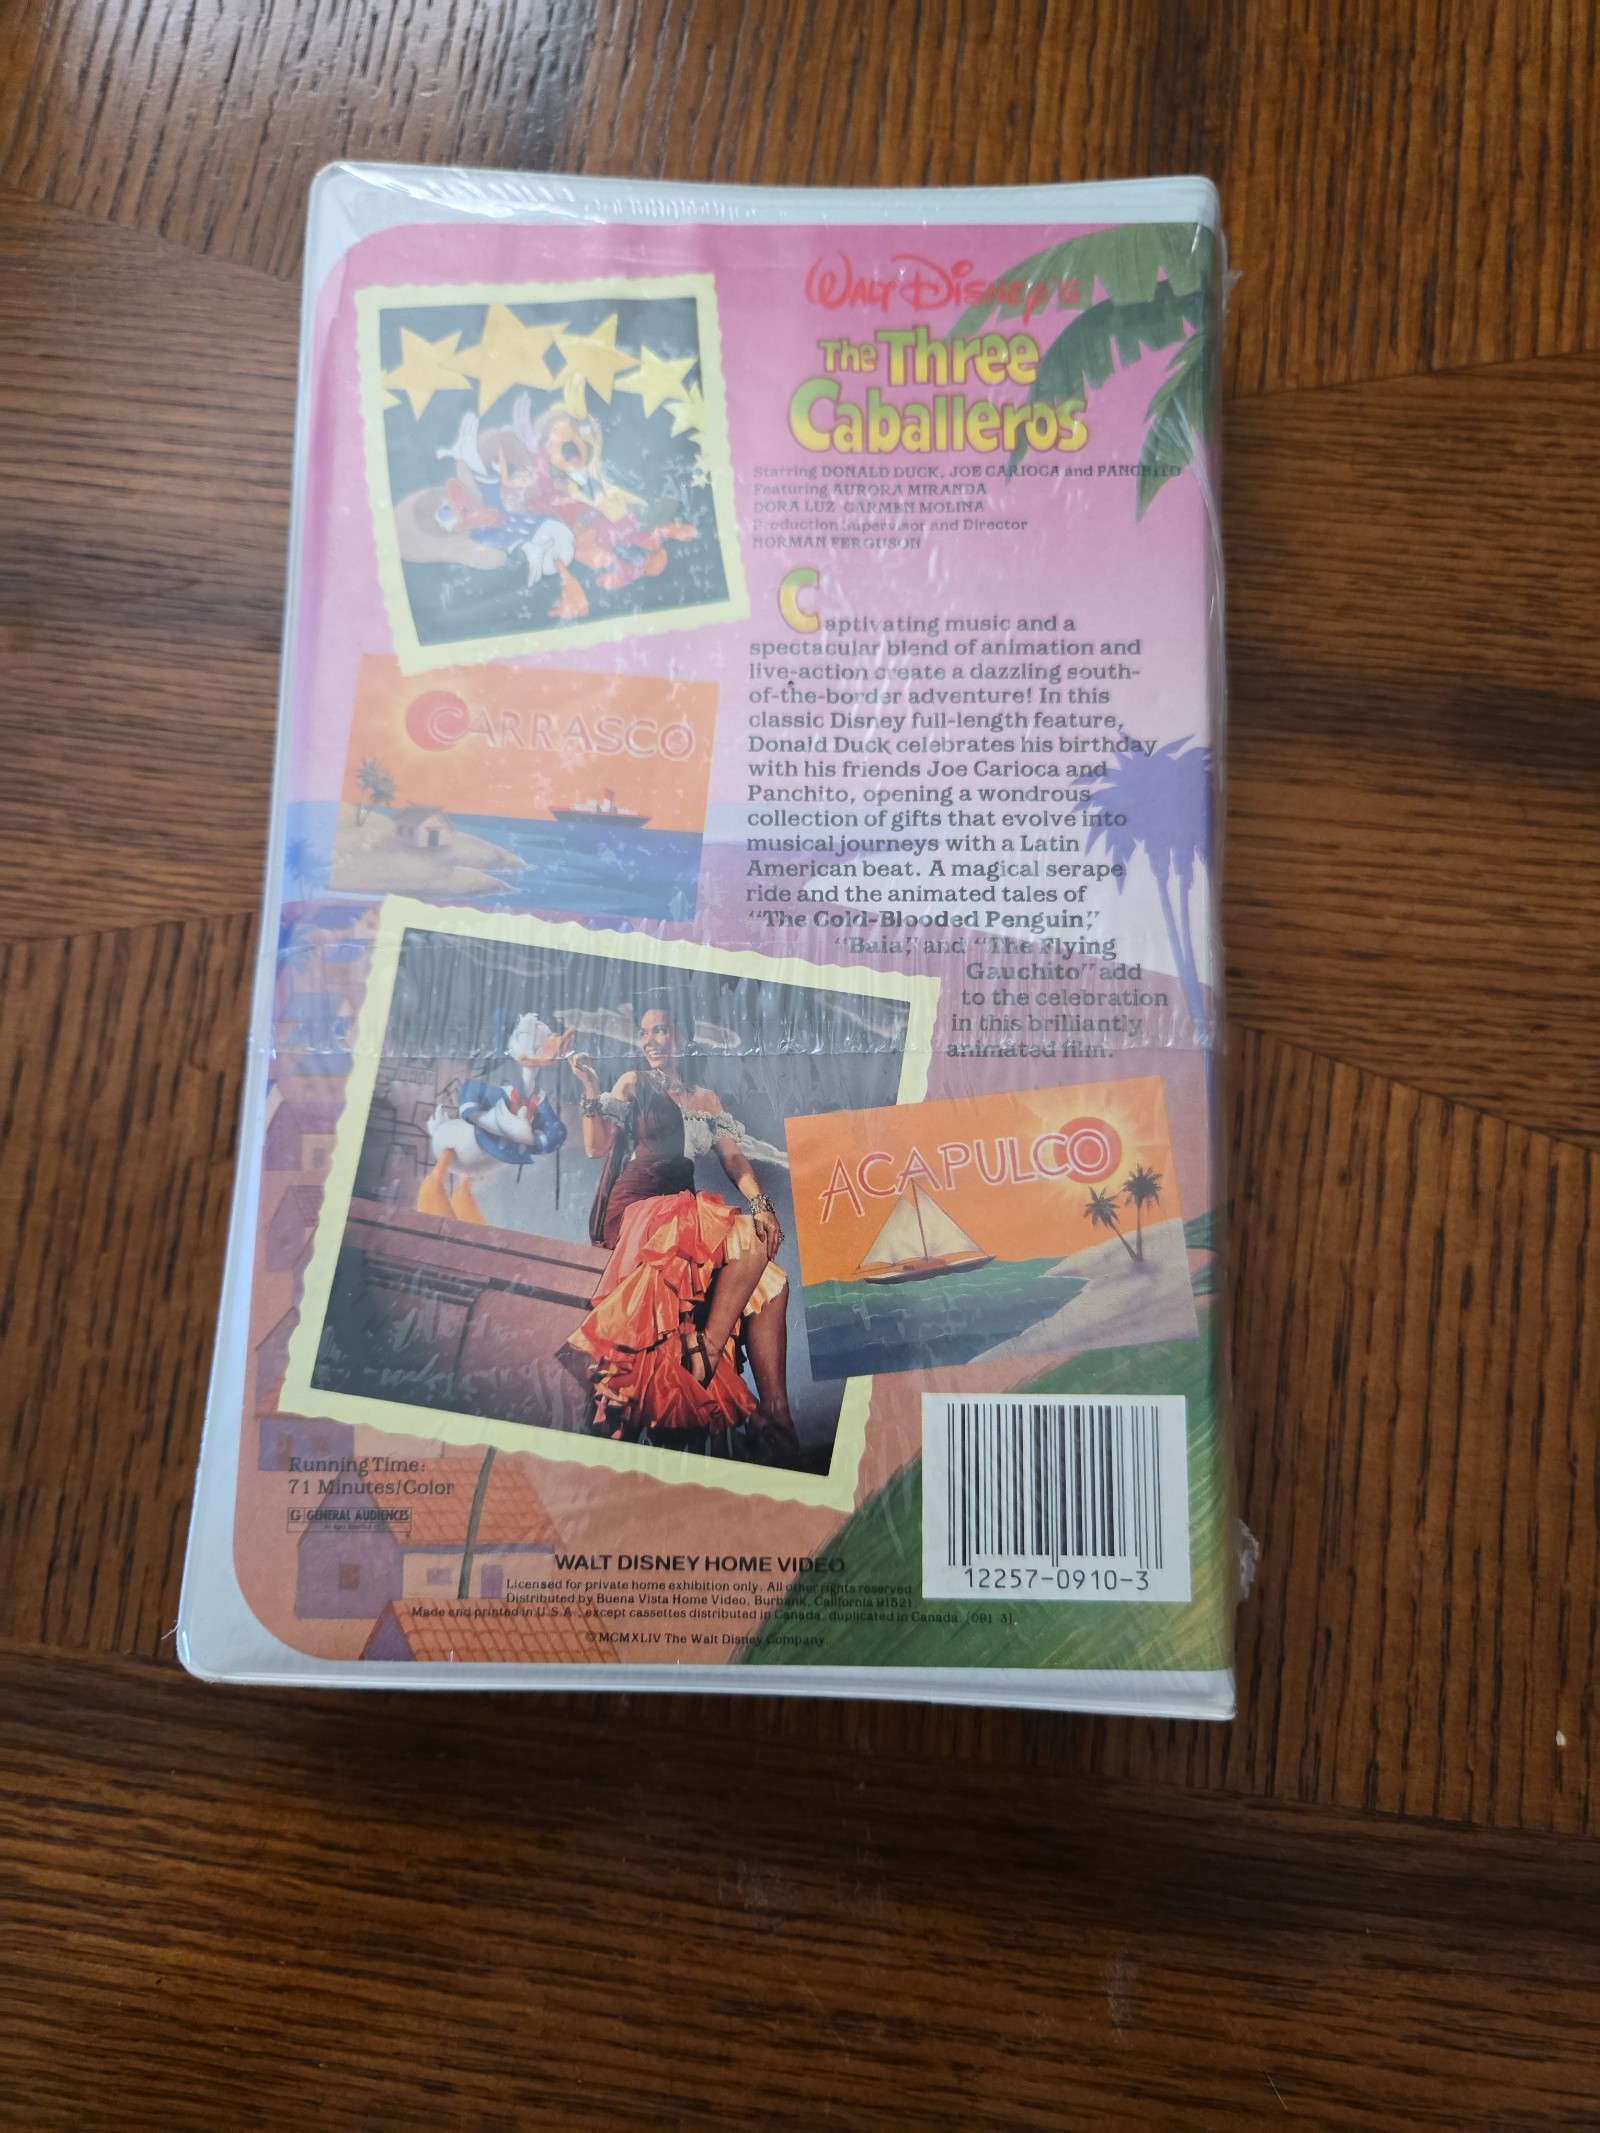 WALT DISNEY'S
The Three
Caballeros
Starring DONALD DUCK, JOE CARIOCA and PANCHITO
Featuring AURORA MIRANDA
DORA LUZ CARMEN MOLINA
Production Supervisor and Director
NORMAN FERGUSON
Captivating music and a
spectacular blend of animation and
live-action create a dazzling south-
of-the-border adventure! In this
classic Disney full-length feature,
Donald Duck celebrates his birthday
with his friends Joe Carioca and
Panchito, opening a wondrous
collection of gifts that evolve into
musical journeys with a Latin
American beat. A magical serape
ride and the animated tales of
"The Cold-Blooded Penguin,"
"Baia," and "The Flying
Gauchito" add
to the celebration
in this brilliantly
animated film.
CARRASCO
ACAPULCO
Running Time:
71 Minutes/Color
G GENERAL AUDIENCES
WALT DISNEY HOME VIDEO
Licensed for private home exhibition only. All other rights reserved
Distributed by Buena Vista Home Video, Burbank, California 91521.
Made and printed in U.S.A., except cassettes distributed in Canada, duplicated in Canada. (091-3).
© MCMXLIV The Walt Disney Company.
12257-0910-3